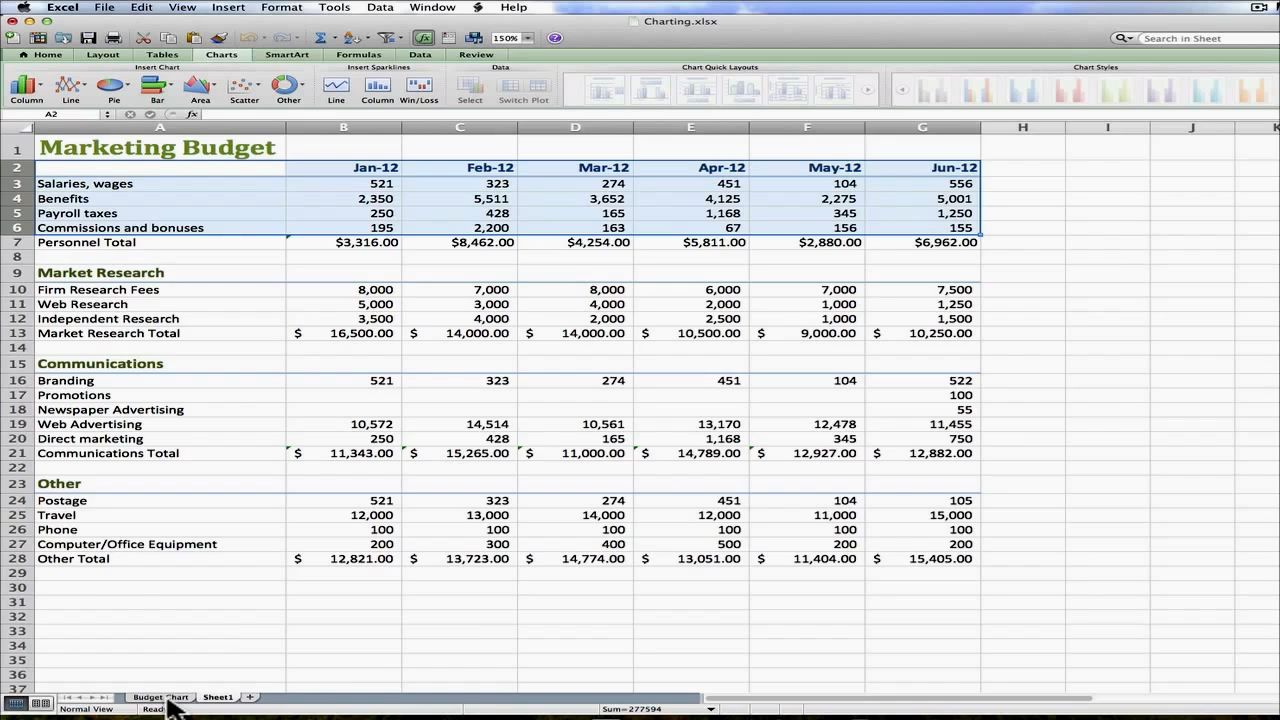 Excel File Edit View Insert Format Tools Data Window Help
Charting.xlsx
150% Search in Sheet
Home Layout Tables Charts SmartArt Formulas Data Review
Insert Chart Insert Sparklines Data Chart Quick Layouts Chart Styles
Column Line Pie Bar Area Scatter Other Line Column Win/Loss Select Switch Plot
A2 fx
A B C D E F G H I J K
1 Marketing Budget
2 Jan-12 Feb-12 Mar-12 Apr-12 May-12 Jun-12
3 Salaries, wages 521 323 274 451 104 556
4 Benefits 2,350 5,511 3,652 4,125 2,275 5,001
5 Payroll taxes 250 428 165 1,168 345 1,250
6 Commissions and bonuses 195 2,200 163 67 156 155
7 Personnel Total $3,316.00 $8,462.00 $4,254.00 $5,811.00 $2,880.00 $6,962.00
8
9 Market Research
10 Firm Research Fees 8,000 7,000 8,000 6,000 7,000 7,500
11 Web Research 5,000 3,000 4,000 2,000 1,000 1,250
12 Independent Research 3,500 4,000 2,000 2,500 1,000 1,500
13 Market Research Total $ 16,500.00 $ 14,000.00 $ 14,000.00 $ 10,500.00 $ 9,000.00 $ 10,250.00
14
15 Communications
16 Branding 521 323 274 451 104 522
17 Promotions 100
18 Newspaper Advertising 55
19 Web Advertising 10,572 14,514 10,561 13,170 12,478 11,455
20 Direct marketing 250 428 165 1,168 345 750
21 Communications Total $ 11,343.00 $ 15,265.00 $ 11,000.00 $ 14,789.00 $ 12,927.00 $ 12,882.00
22
23 Other
24 Postage 521 323 274 451 104 105
25 Travel 12,000 13,000 14,000 12,000 11,000 15,000
26 Phone 100 100 100 100 100 100
27 Computer/Office Equipment 200 300 400 500 200 200
28 Other Total $ 12,821.00 $ 13,723.00 $ 14,774.00 $ 13,051.00 $ 11,404.00 $ 15,405.00
29
30
31
32
33
34
35
36
37
Budget Chart Sheet1
Normal View Sum=277594